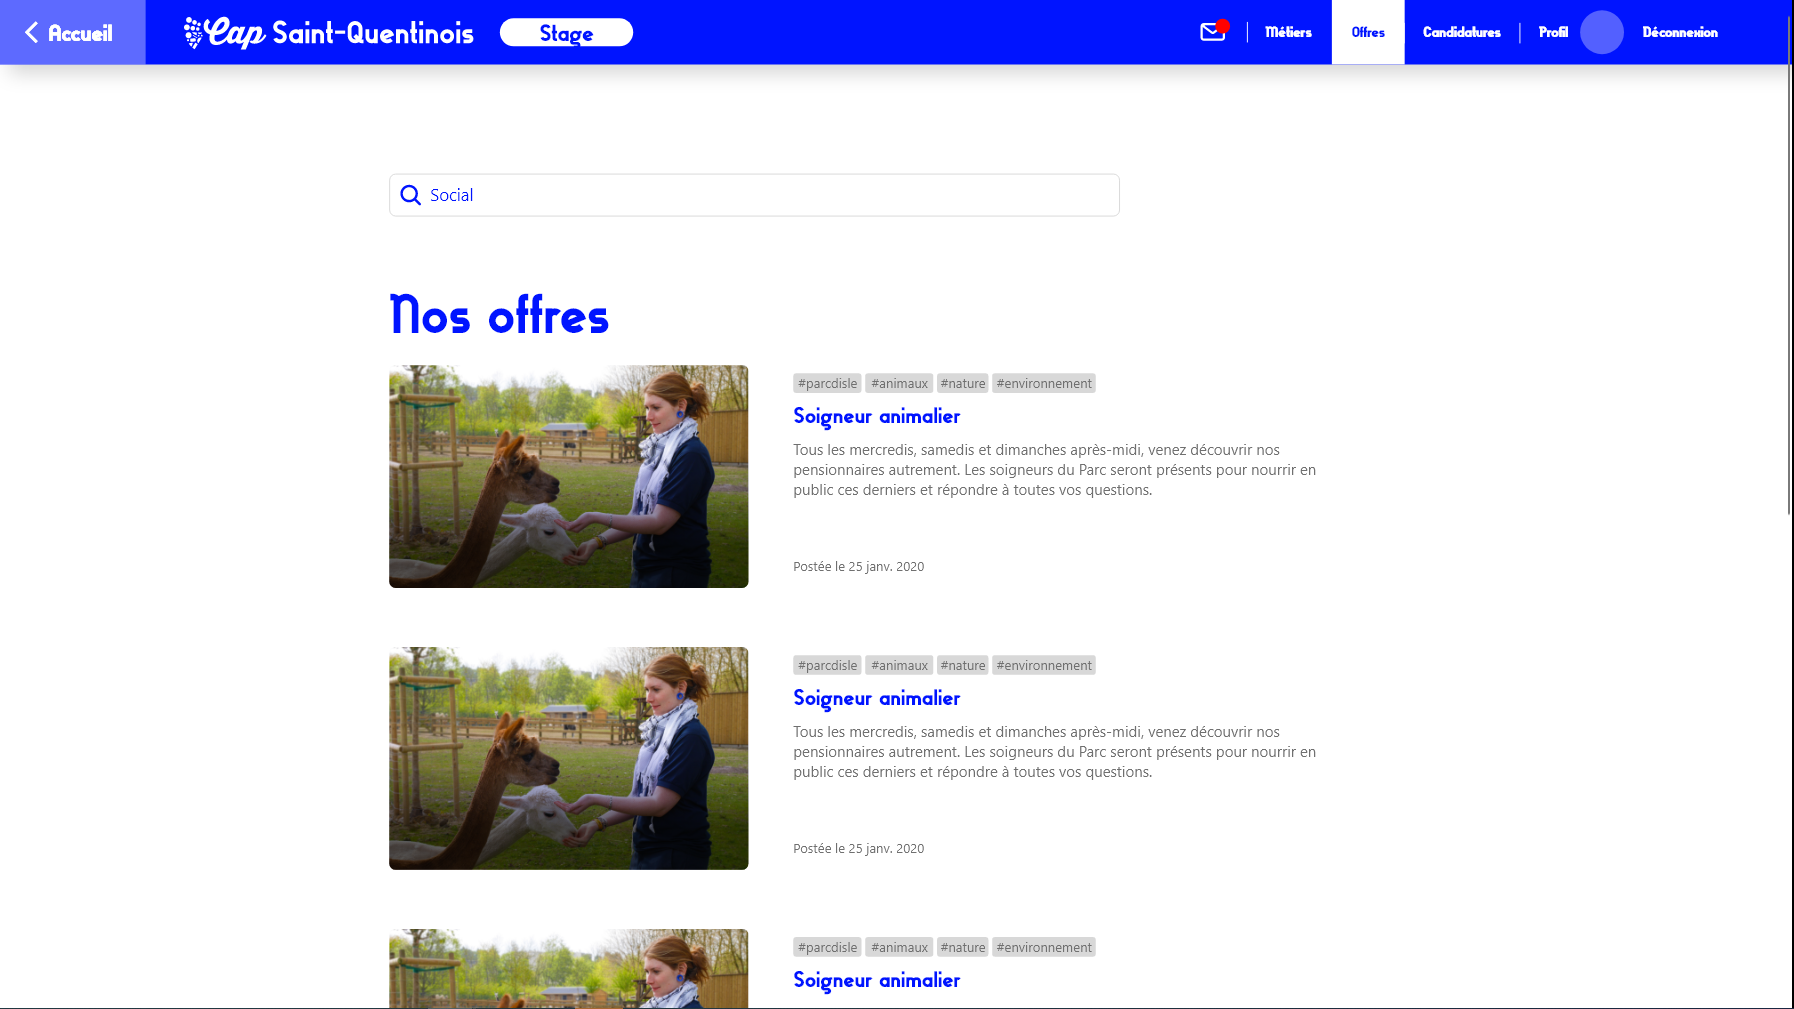 Accueil
Cap Saint-Quentinois
Stage
Métiers
Offres
Candidatures
Profil
Déconnexion
Social
Nos offres
#parcdisle #animaux #nature #environnement
Soigneur animalier
Tous les mercredis, samedis et dimanches après-midi, venez découvrir nos
pensionnaires autrement. Les soigneurs du Parc seront présents pour nourrir en
public ces derniers et répondre à toutes vos questions.
Postée le 25 janv. 2020
#parcdisle #animaux #nature #environnement
Soigneur animalier
Tous les mercredis, samedis et dimanches après-midi, venez découvrir nos
pensionnaires autrement. Les soigneurs du Parc seront présents pour nourrir en
public ces derniers et répondre à toutes vos questions.
Postée le 25 janv. 2020
#parcdisle #animaux #nature #environnement
Soigneur animalier